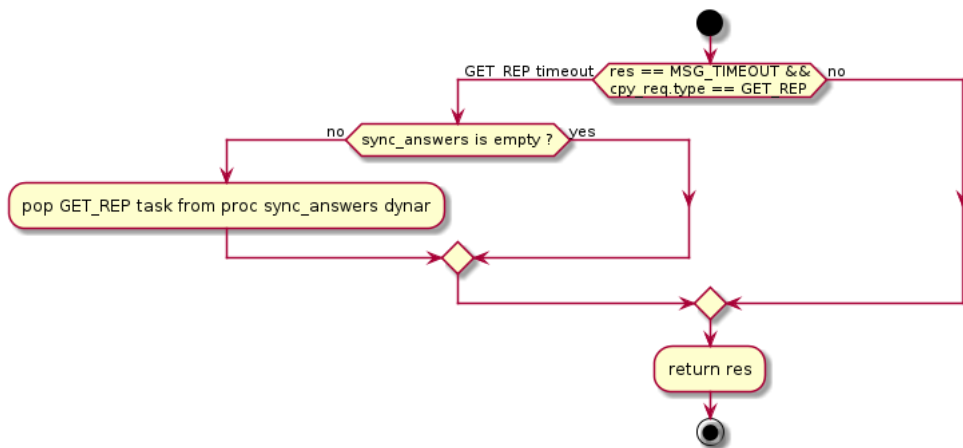 GET_REP timeout
res == MSG_TIMEOUT &&
cpy_req.type == GET_REP
no
no
sync_answers is empty ?
yes
pop GET_REP task from proc sync_answers dynar
return res